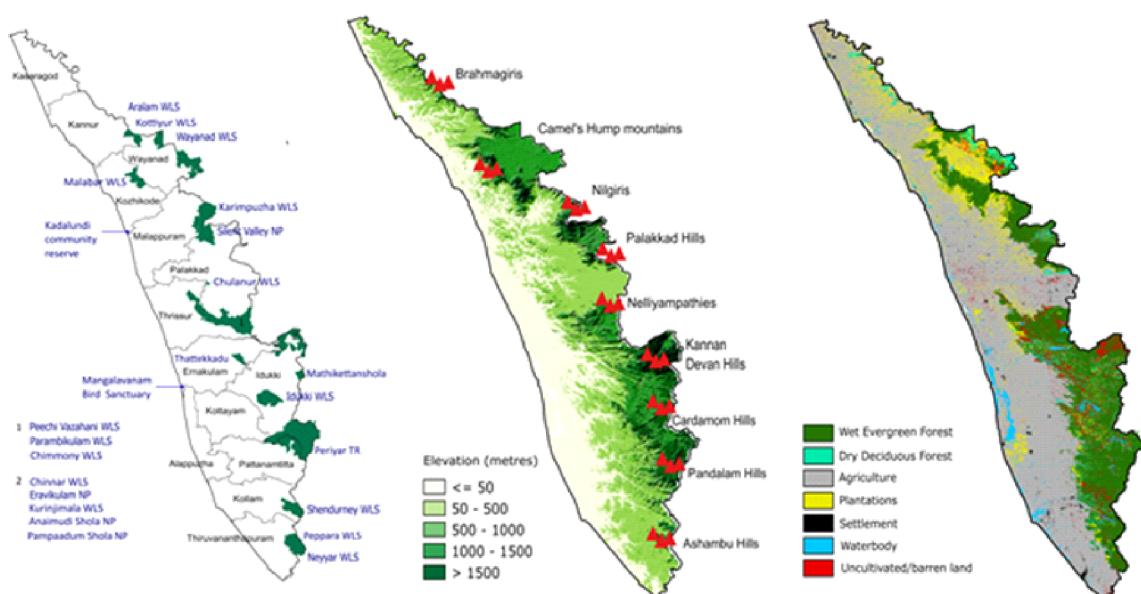 Kasaragod
Kannur
Aralam WLS
Kottiyur WLS
Wayanad WLS
Wayanad
Malabar WLS
Kozhikode
Karimpuzha WLS
Kadalundi
community
reserve
Malappuram
Silent Valley NP
Palakkad
Chulanur WLS
Thrissur
Thattekkadu
Ernakulam
Idukki
Mathikettanshola
Mangalavanam
Bird Sanctuary
Idukki WLS
Kottayam
1 Peechi Vazahani WLS
Parambikulam WLS
Chimmony WLS
Periyar TR
Alappuzha
Pattanamtitta
2 Chinnar WLS
Eravikulam NP
Kurinjimala WLS
Anaimudi Shola NP
Pampaadum Shola NP
Kollam
Shendurney WLS
Thiruvananthapuram
Peppara WLS
Neyyar WLS
Brahmagiris
Camel's Hump mountains
Nilgiris
Palakkad Hills
Nelliyampathies
Kannan
Devan Hills
Cardamom Hills
Pandalam Hills
Ashambu Hills
Elevation (metres)
<= 50
50 - 500
500 - 1000
1000 - 1500
> 1500
Wet Evergreen Forest
Dry Deciduous Forest
Agriculture
Plantations
Settlement
Waterbody
Uncultivated/barren land